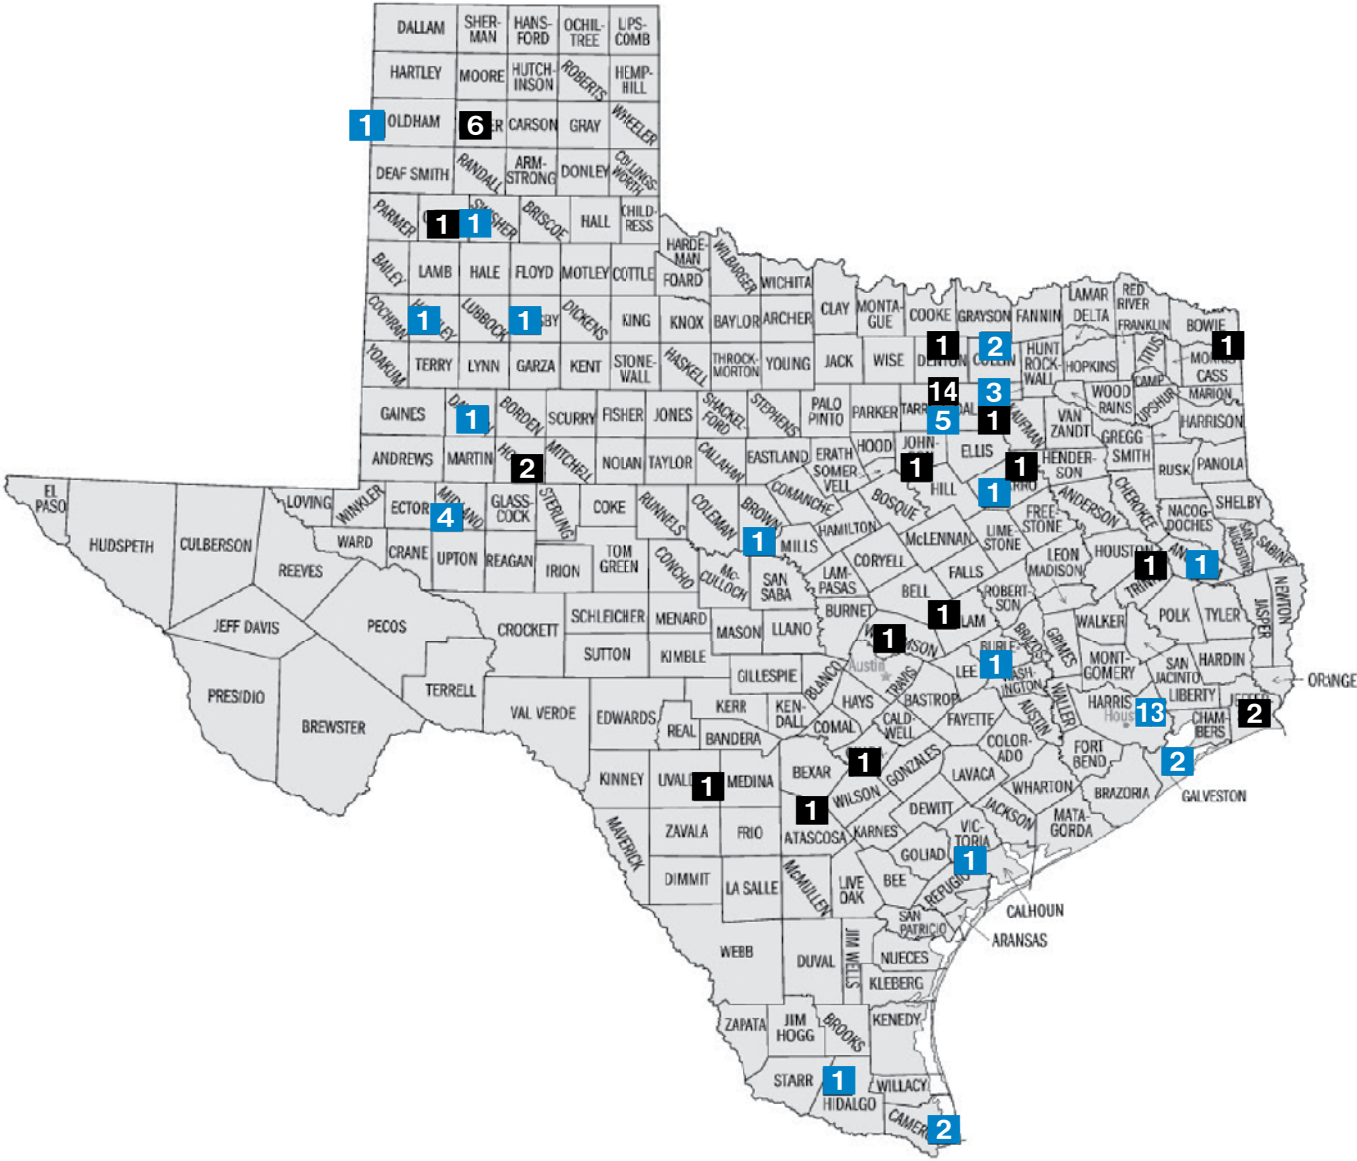 DALLAM
SHER-
MAN
HANS-
FORD
OCHIL-
TREE
LIPS-
COMB
HARTLEY
MOORE
HUTCH-
INSON
ROBERTS
HEMP-
HILL
1
OLDHAM
6
CARSON
GRAY
WHEELER
DEAF SMITH
RANDALL
ARM-
STRONG
DONLEY
COLLINGS-
WORTH
PARMER
1
1
SWISHER
BRISCOE
HALL
CHILD-
RESS
HARDE-
MAN
WILBARGER
BAILEY
LAMB
HALE
FLOYD
MOTLEY
COTTLE
FOARD
WICHITA
COCHRAN
1
LUBBOCK
1
DICKENS
KING
KNOX
BAYLOR
ARCHER
CLAY
MONTA-
GUE
COOKE
GRAYSON
FANNIN
LAMAR
DELTA
RED
RIVER
FRANKLIN
BOWIE
1
YOAKUM
TERRY
LYNN
GARZA
KENT
STONE-
WALL
HASKELL
THROCK-
MORTON
YOUNG
JACK
WISE
DENTON
1
COLLIN
2
HUNT
ROCK-
WALL
HOPKINS
TITUS
CAMP
MORRIS
CASS
MARION
GAINES
1
BORDEN
SCURRY
FISHER
JONES
SHACKEL-
FORD
STEPHENS
PALO
PINTO
PARKER
14
5
3
1
KAUFMAN
VAN
ZANDT
WOOD
RAINS
UPSHUR
HARRISON
GREGG
SMITH
ANDREWS
MARTIN
2
MITCHELL
NOLAN
TAYLOR
CALLAHAN
EASTLAND
ERATH
SOMER-
VELL
HOOD
1
ELLIS
1
HENDER-
SON
RUSK
PANOLA
EL
PASO
HUDSPETH
CULBERSON
LOVING
WINKLER
ECTOR
MIDLAND
4
GLASS-
COCK
STERLING
COKE
RUNNELS
COLEMAN
BROWN
1
COMANCHE
BOSQUE
HILL
1
FREE-
STONE
ANDERSON
CHEROKEE
NACOG-
DOCHES
SHELBY
REEVES
WARD
CRANE
UPTON
REAGAN
IRION
TOM
GREEN
CONCHO
Mc-
CULLOCH
SAN
SABA
MILLS
HAMILTON
CORYELL
McLENNAN
LIME-
STONE
FALLS
LEON
MADISON
HOUSTON
1
1
SAN
AUGUSTINE
SABINE
JEFF DAVIS
PECOS
CROCKETT
SCHLEICHER
MENARD
MASON
LLANO
LAM-
PASAS
BURNET
BELL
1
ROBERT-
SON
BRAZOS
GRIMES
WALKER
POLK
TYLER
JASPER
NEWTON
PRESIDIO
BREWSTER
TERRELL
VAL VERDE
SUTTON
KIMBLE
GILLESPIE
BLANCO
1
Austin
TRAVIS
LEE
1
WASH-
INGTON
MONT-
GOMERY
SAN
JACINTO
HARDIN
ORANGE
EDWARDS
REAL
KERR
BANDERA
KEN-
DALL
HAYS
COMAL
CALD-
WELL
BASTROP
FAYETTE
AUSTIN
WALLER
HARRIS
13
LIBERTY
CHAM-
BERS
2
KINNEY
1
MEDINA
BEXAR
1
1
WILSON
GONZALES
LAVACA
COLOR-
ADO
WHARTON
FORT
BEND
BRAZORIA
2
GALVESTON
MAVERICK
ZAVALA
FRIO
ATASCOSA
KARNES
DEWITT
JACKSON
MATA-
GORDA
DIMMIT
LA SALLE
McMULLEN
LIVE
OAK
BEE
GOLIAD
VIC-
TORIA
1
REFUGIO
CALHOUN
SAN
PATRICIO
ARANSAS
WEBB
DUVAL
JIM WELLS
NUECES
KLEBERG
ZAPATA
JIM
HOGG
BROOKS
KENEDY
STARR
1
HIDALGO
WILLACY
2